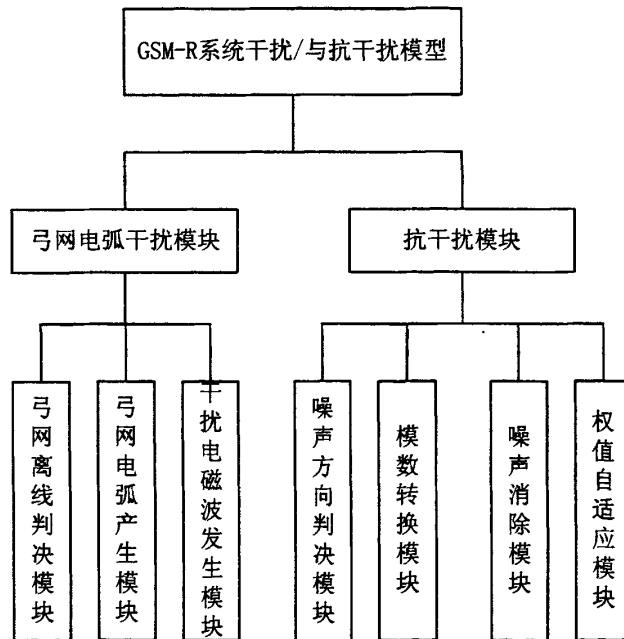 GSM-R系统干扰/与抗干扰模型
弓网电弧干扰模块
抗干扰模块
弓网离线判决模块
弓网电弧产生模块
干扰电磁波发生模块
噪声方向判决模块
模数转换模块
噪声消除模块
权值自适应模块